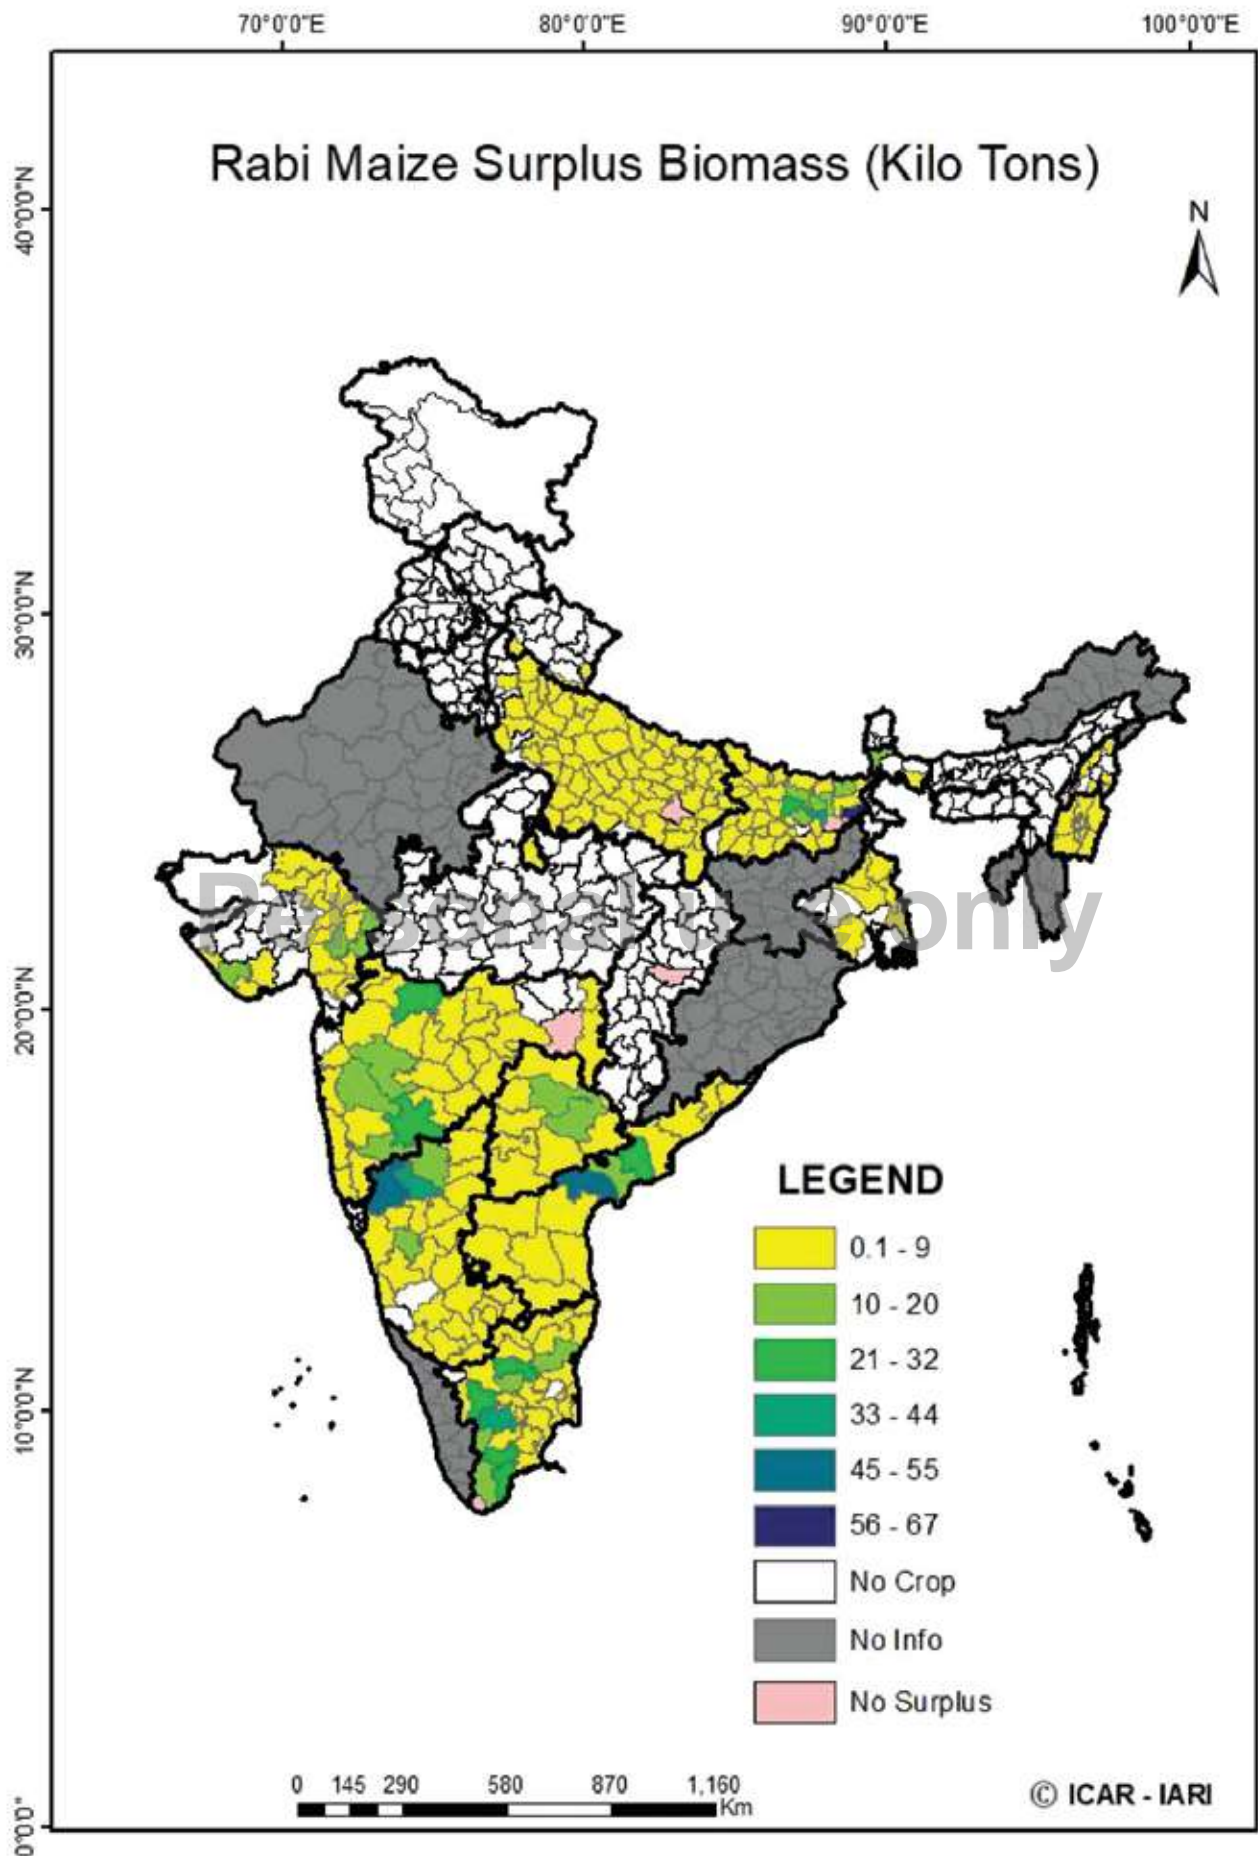 70°0'0"E 80°0'0"E 90°0'0"E 100°0'0"E
Rabi Maize Surplus Biomass (Kilo Tons)
40°0'0"N
N
30°0'0"N
Personal use only
20°0'0"N
LEGEND
0.1 - 9
10 - 20
21 - 32
10°0'0"N
33 - 44
45 - 55
56 - 67
No Crop
No Info
No Surplus
0 145 290 580 870 1,160
Km
© ICAR - IARI
0°0'0"